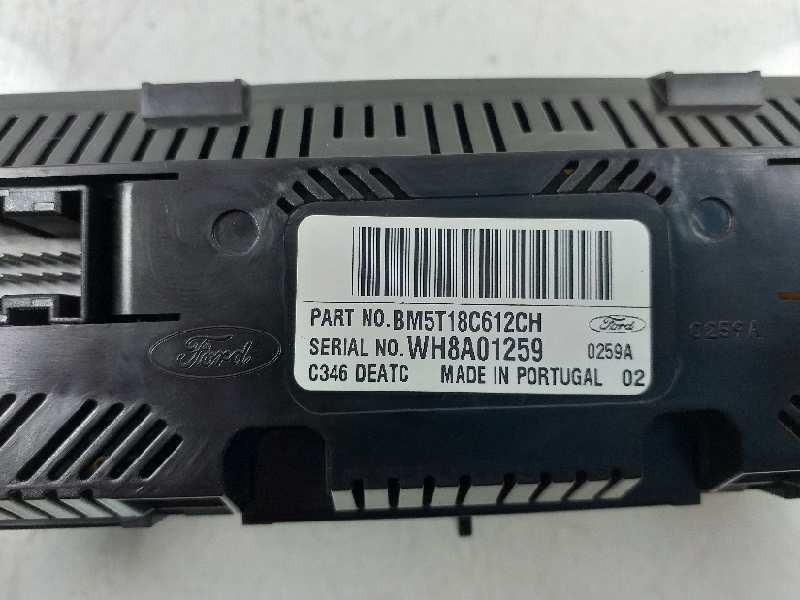 PART NO.BM5T18C612CH
Ford
SERIAL NO.WH8A01259 0259A
C346 DEATC MADE IN PORTUGAL 02
Ford
0259A